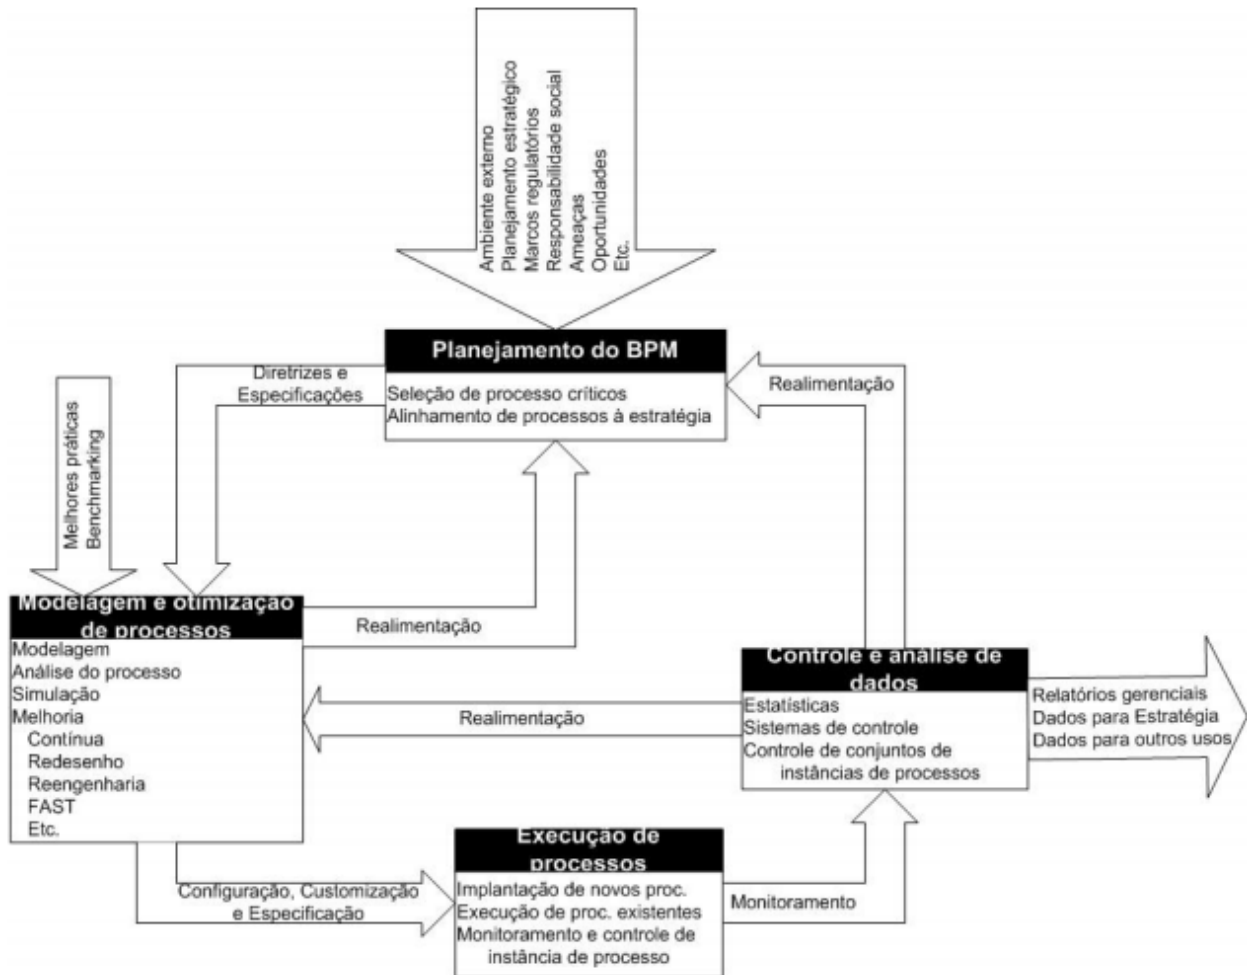 Ambiente externo
Planejamento estratégico
Marcos regulatórios
Responsabilidade social
Ameaças
Oportunidades
Etc.
Planejamento do BPM
Seleção de processo críticos
Alinhamento de processos à estratégia
Diretrizes e
Especificações
Realimentação
Melhores práticas
Benchmarking
Modelagem e otimização
de processos
Modelagem
Análise do processo
Simulação
Melhoria
Contínua
Redesenho
Reengenharia
FAST
Etc.
Realimentação
Realimentação
Controle e análise de
dados
Estatísticas
Sistemas de controle
Controle de conjuntos de
instâncias de processos
Relatórios gerenciais
Dados para Estratégia
Dados para outros usos
Configuração, Customização
e Especificação
Execução de
processos
Implantação de novos proc.
Execução de proc. existentes
Monitoramento e controle de
instância de processo
Monitoramento